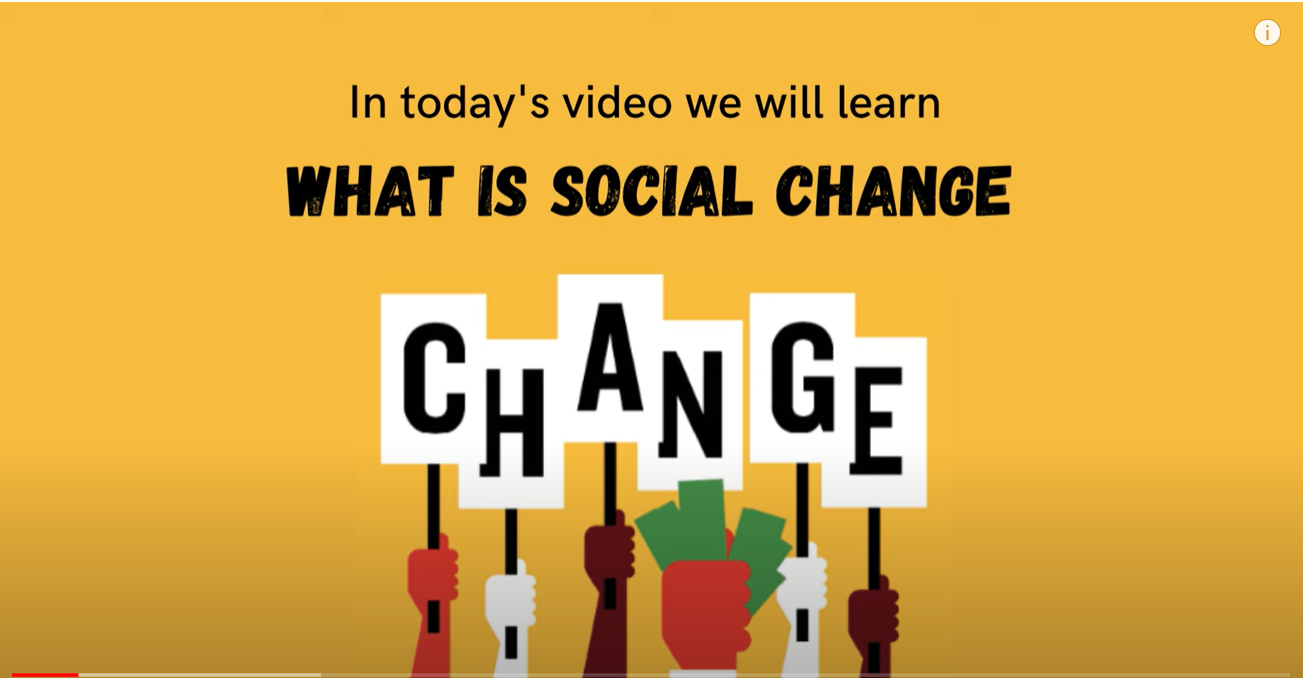 In today's video we will learn
WHAT IS SOCIAL CHANGE
CHANGE
i